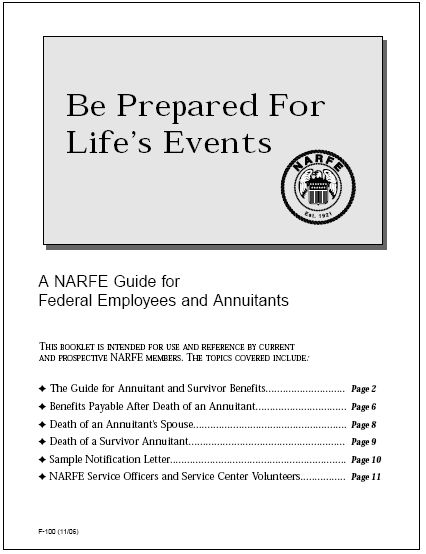 Be Prepared For
Life's Events
NARFE
Est. 1921
A NARFE Guide for
Federal Employees and Annuitants
THIS BOOKLET IS INTENDED FOR USE AND REFERENCE BY CURRENT
AND PROSPECTIVE NARFE MEMBERS. THE TOPICS COVERED INCLUDE:
✦ The Guide for Annuitant and Survivor Benefits............................ Page 2
✦ Benefits Payable After Death of an Annuitant................................ Page 6
✦ Death of an Annuitant's Spouse..................................................... Page 8
✦ Death of a Survivor Annuitant...................................................... Page 9
✦ Sample Notification Letter............................................................. Page 10
✦ NARFE Service Officers and Service Center Volunteers................ Page 11
F-100 (11/06)